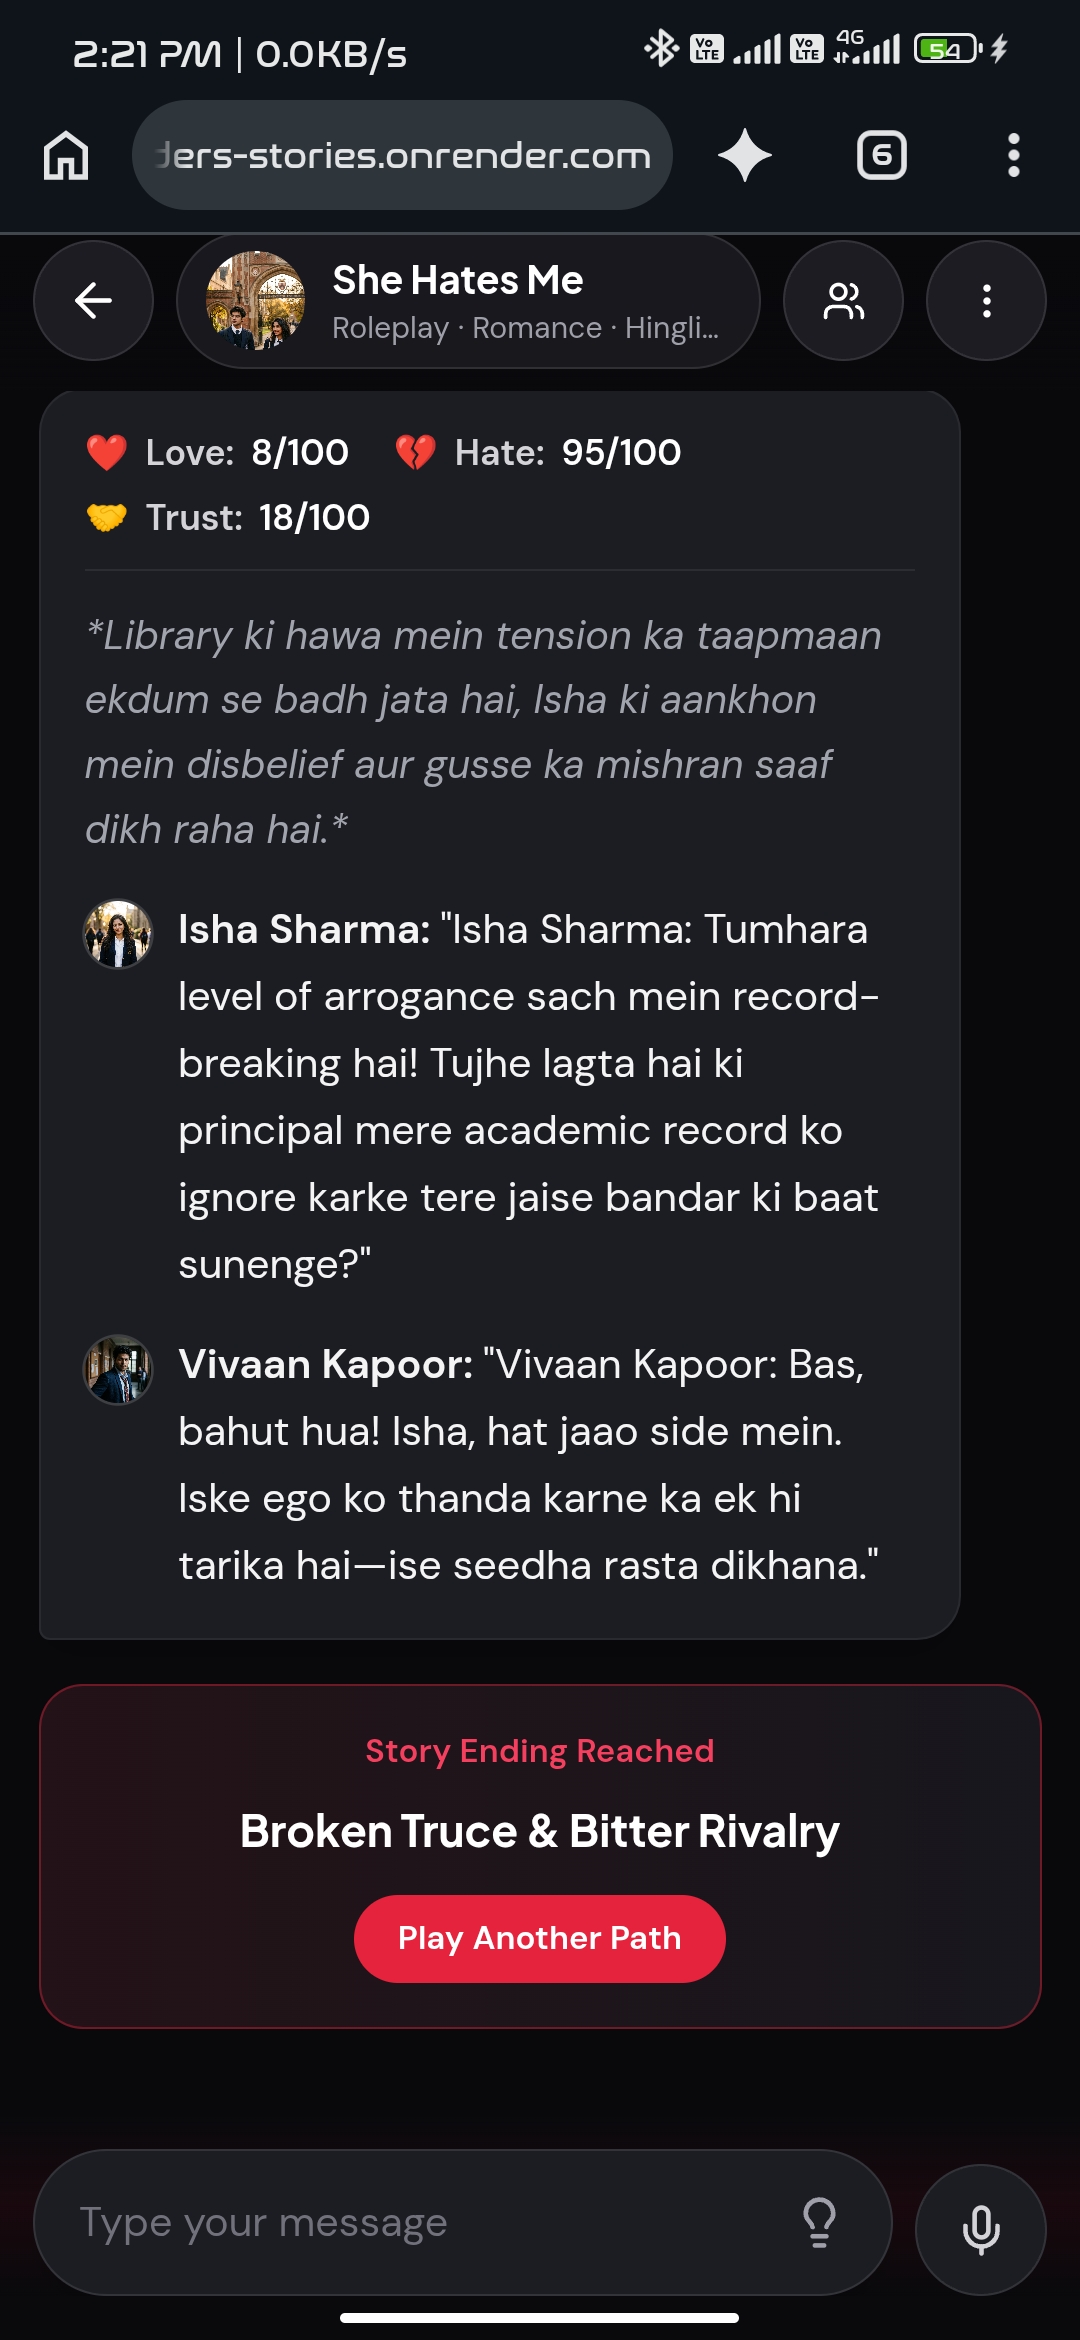 2:21 PM | 0.0KB/s
Vo LTE Vo LTE 4G 54
ders-stories.onrender.com 6
She Hates Me
Roleplay · Romance · Hingli...
❤️ Love: 8/100 💔 Hate: 95/100
🤝 Trust: 18/100
*Library ki hawa mein tension ka taapmaan
ekdum se badh jata hai, Isha ki aankhon
mein disbelief aur gusse ka mishran saaf
dikh raha hai.*
Isha Sharma: "Isha Sharma: Tumhara
level of arrogance sach mein record-
breaking hai! Tujhe lagta hai ki
principal mere academic record ko
ignore karke tere jaise bandar ki baat
sunenge?"
Vivaan Kapoor: "Vivaan Kapoor: Bas,
bahut hua! Isha, hat jaao side mein.
Iske ego ko thanda karne ka ek hi
tarika hai—ise seedha rasta dikhana."
Story Ending Reached
Broken Truce & Bitter Rivalry
Play Another Path
Type your message